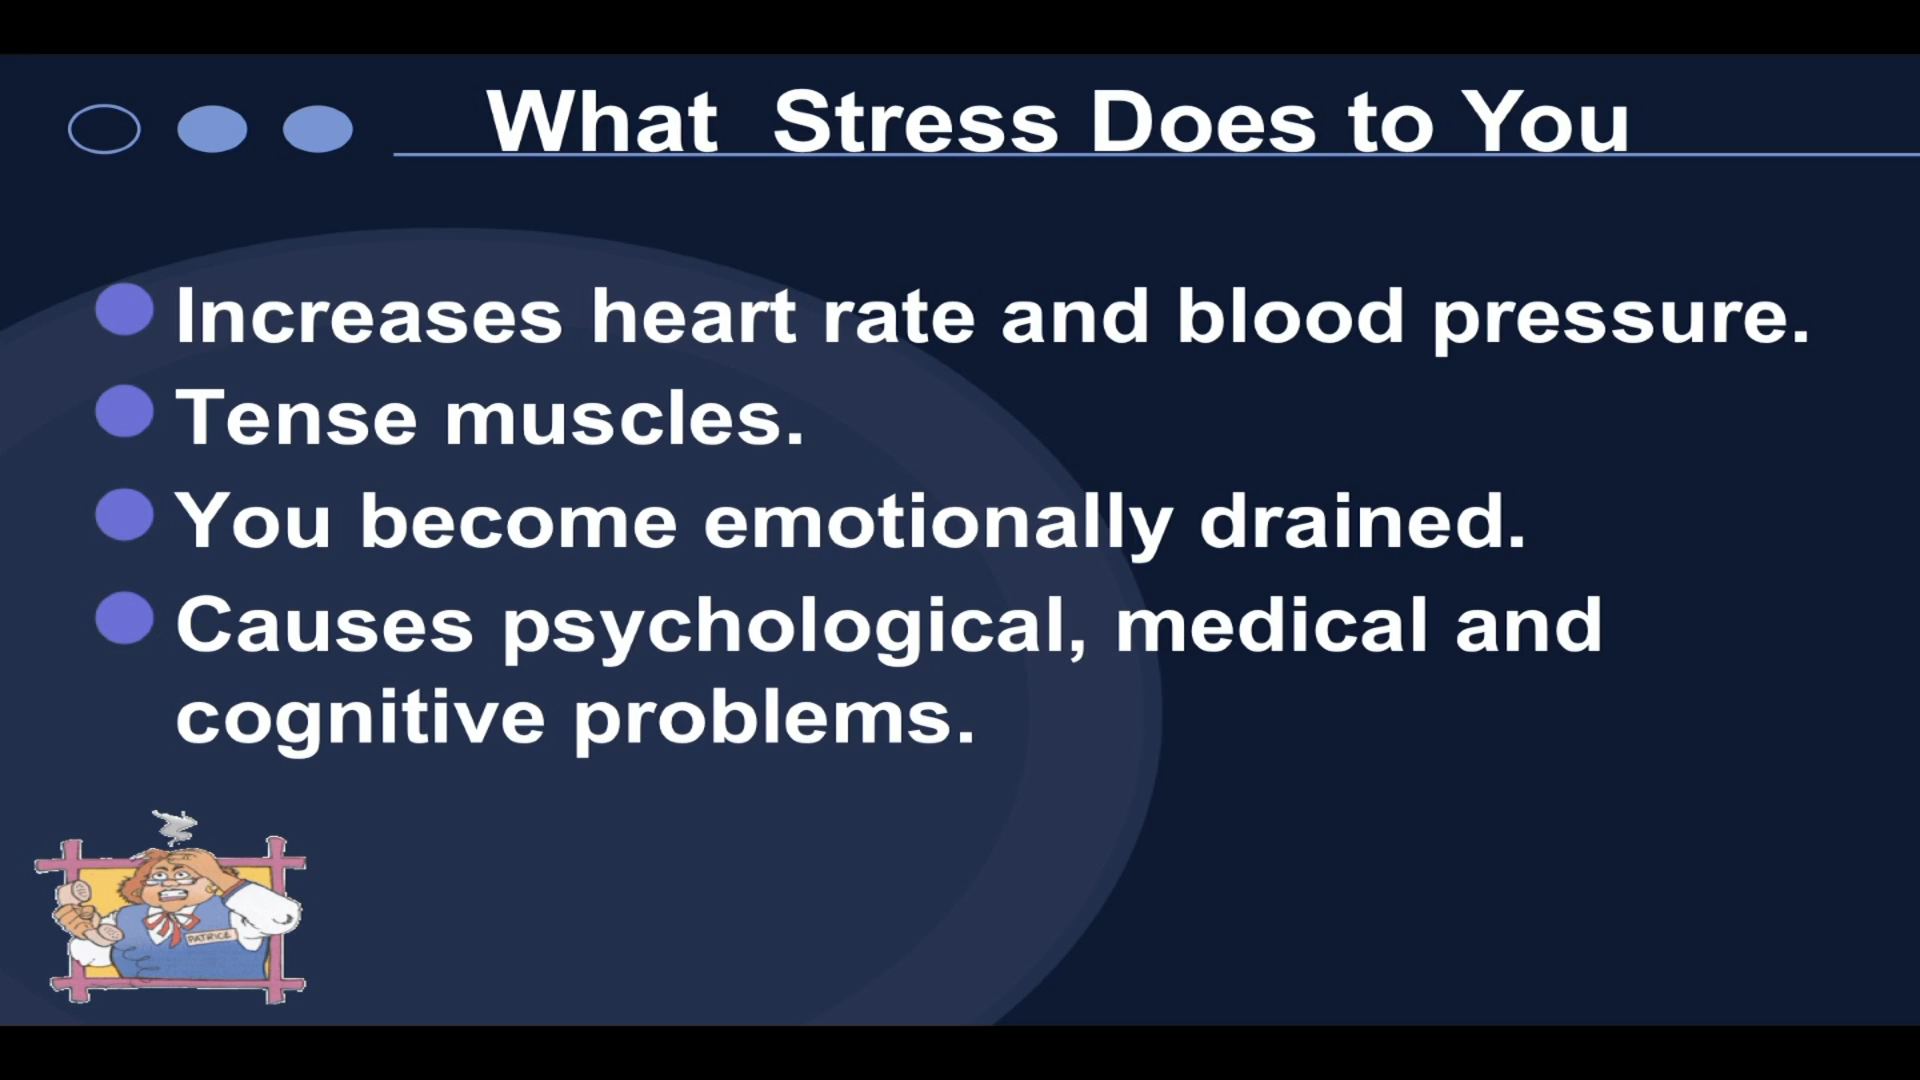 What  Stress Does to You
Increases heart rate and blood pressure.
Tense muscles.
You become emotionally drained.
Causes psychological, medical and
cognitive problems.
PATRICE